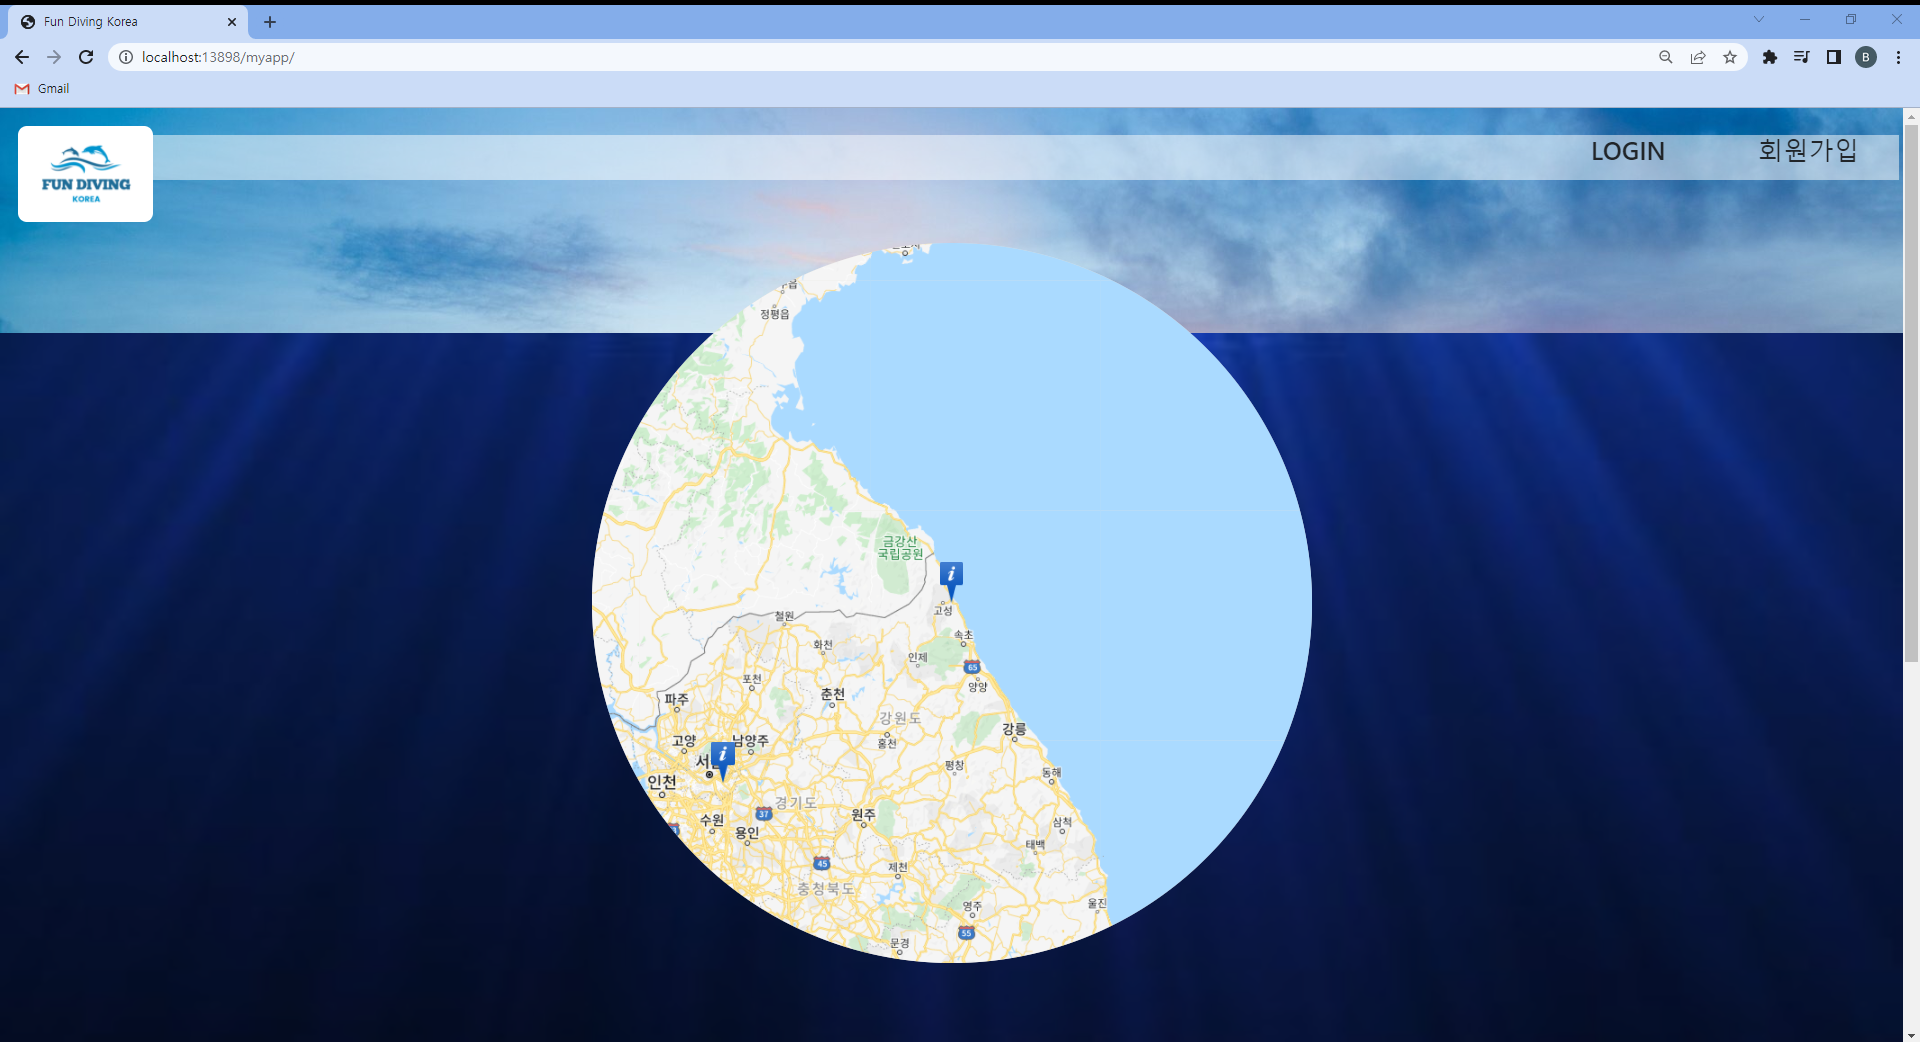 Fun Diving Korea
localhost:13898/myapp/
B
Gmail
FUN DIVING
KOREA
LOGIN
회원가입
정평읍
금강산
국립공원
고성
철원
속초
화천
인제
65
포천
양양
파주
춘천
강원도
강릉
고양
남양주
홍천
서
평창
동해
인천
경기도
37
수원
원주
삼척
용인
태백
45
제천
충청북도
울진
영주
55
문경